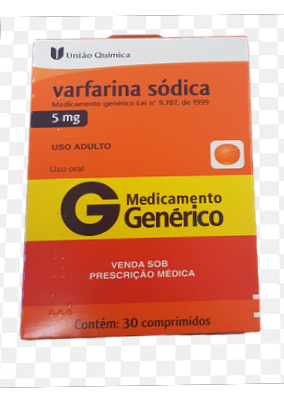 União Química
varfarina sódica
Medicamento genérico Lei nº 9.787, de 1999
5 mg
USO ADULTO
Uso oral
G Medicamento
Genérico
VENDA SOB
PRESCRIÇÃO MÉDICA
Contém: 30 comprimidos